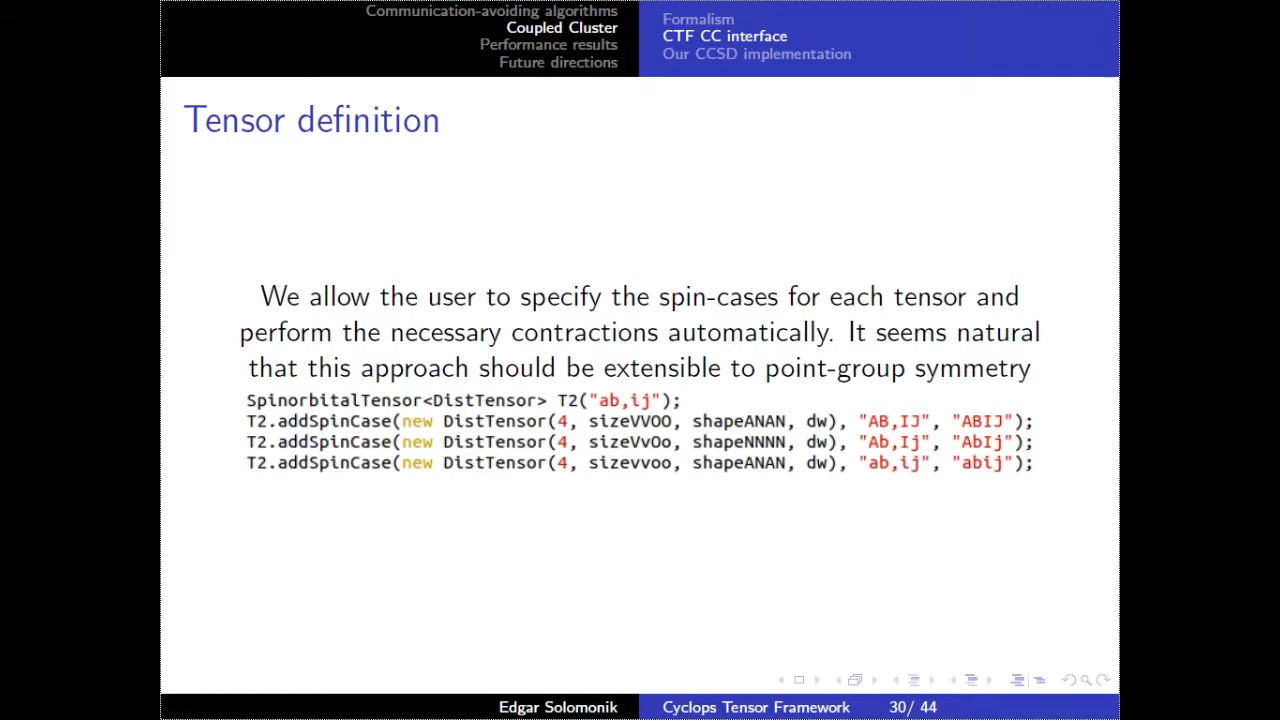 Communication-avoiding algorithms
Coupled Cluster
Performance results
Future directions
Formalism
CTF CC interface
Our CCSD implementation
Tensor definition
We allow the user to specify the spin-cases for each tensor and
perform the necessary contractions automatically. It seems natural
that this approach should be extensible to point-group symmetry
SpinorbitalTensor<DistTensor> T2("ab,ij");
T2.addSpinCase(new DistTensor(4, sizeVVOO, shapeANAN, dw), "AB,IJ", "ABIJ");
T2.addSpinCase(new DistTensor(4, sizeVvOo, shapeNNNN, dw), "Ab,Ij", "AbIj");
T2.addSpinCase(new DistTensor(4, sizevvoo, shapeANAN, dw), "ab,ij", "abij");
Edgar Solomonik
Cyclops Tensor Framework
30/ 44